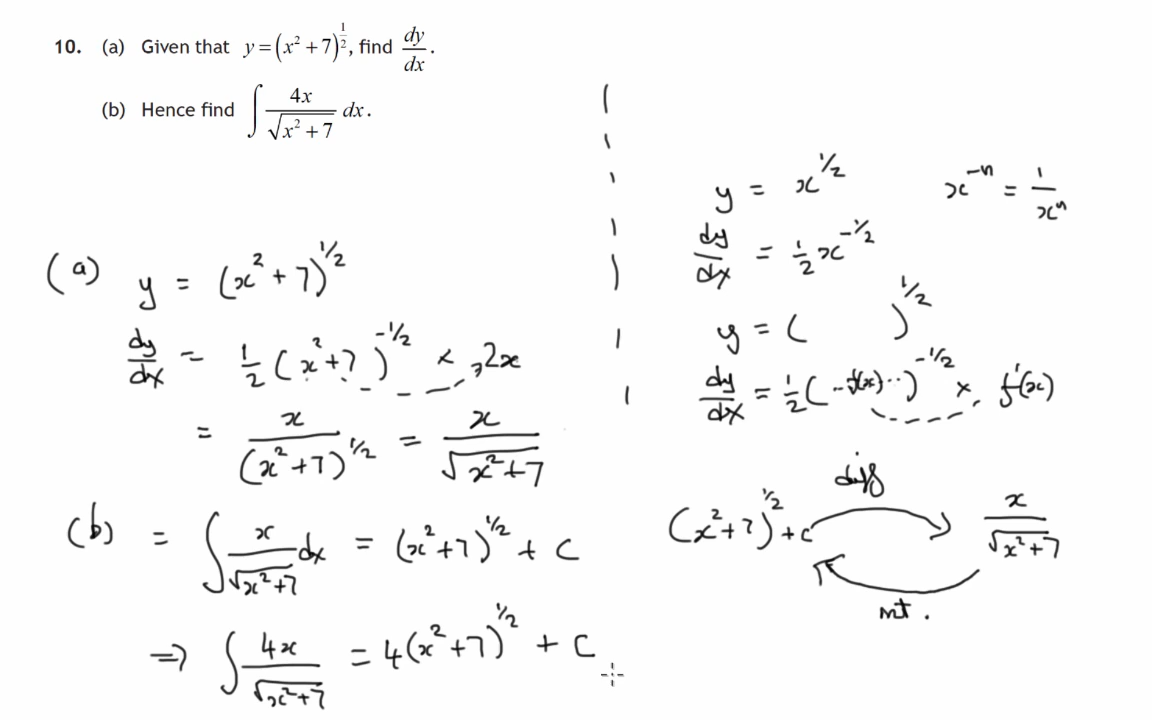 10. (a) Given that y = (x² + 7)^(1/2), find dy/dx.
(b) Hence find ∫ 4x/√(x² + 7) dx.
(a) y = (x² + 7)^(1/2)
dy/dx = 1/2 (x² + 7)^(-1/2) × 2x
= x/(x² + 7)^(1/2) = x/√(x² + 7)
(b) = ∫ x/√(x² + 7) dx = (x² + 7)^(1/2) + C
⇒ ∫ 4x/√(x² + 7) = 4(x² + 7)^(1/2) + C
y = x^(1/2) x^(-n) = 1/x^n
dy/dx = 1/2 x^(-1/2)
y = ( )^(1/2)
dy/dx = 1/2 (--f(x)--)^(-1/2) × f'(x)
diff
(x² + 7)^(1/2) + C x/√(x² + 7)
int.